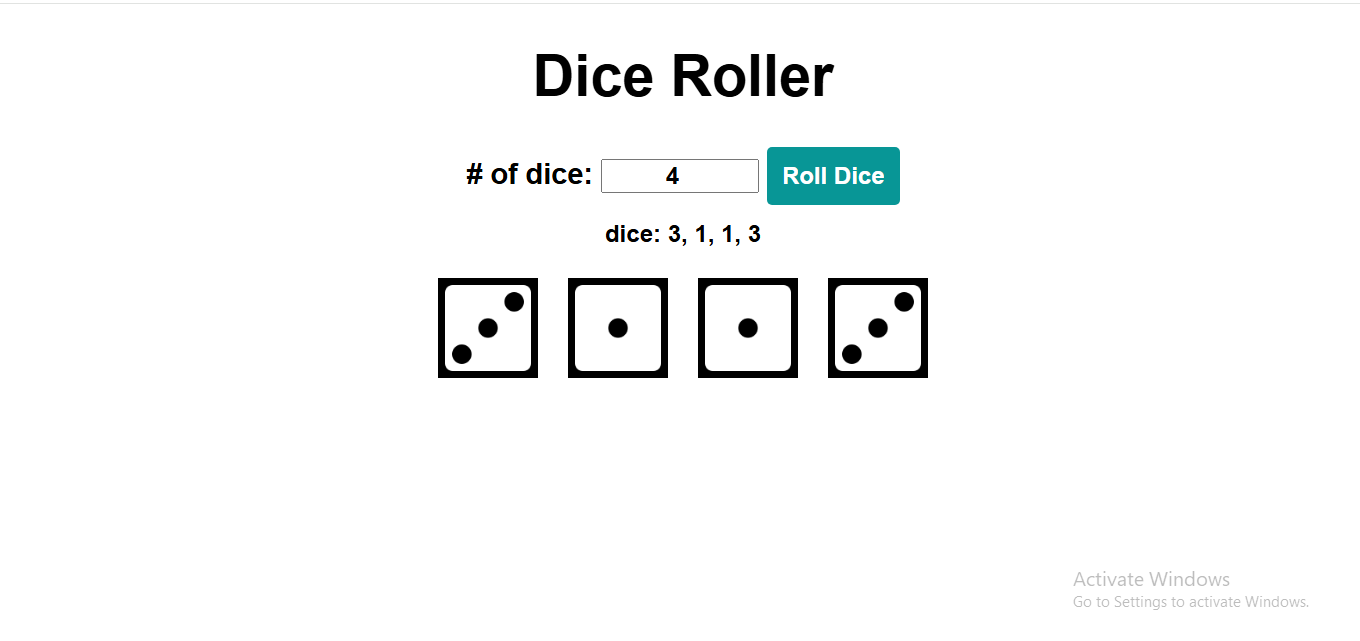 Dice Roller
# of dice: 4 Roll Dice
dice: 3, 1, 1, 3
Activate Windows
Go to Settings to activate Windows.